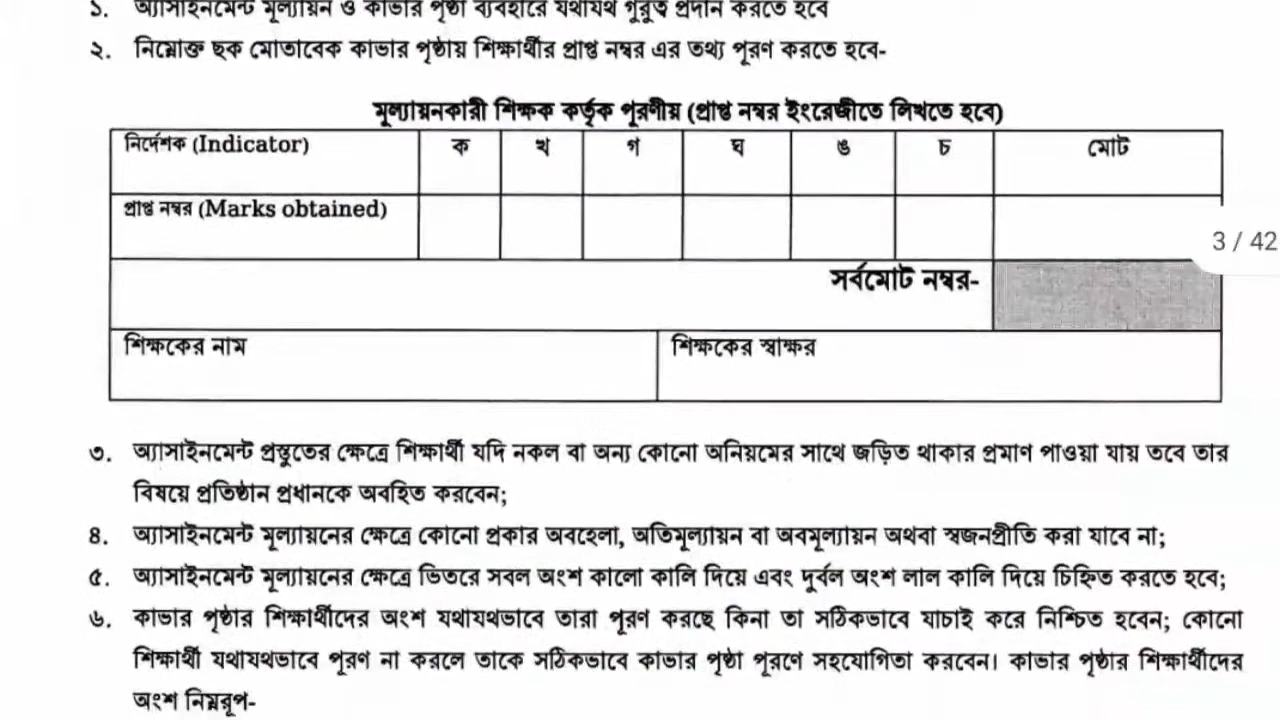 ১. অ্যাসাইনমেন্ট মূল্যায়ন ও কাভার পৃষ্ঠা ব্যবহারে যথাযথ গুরুত্ব প্রদান করতে হবে
২. নিম্নোক্ত ছক মোতাবেক কাভার পৃষ্ঠায় শিক্ষার্থীর প্রাপ্ত নম্বর এর তথ্য পূরণ করতে হবে-
মূল্যায়নকারী শিক্ষক কর্তৃক পূরণীয় (প্রাপ্ত নম্বর ইংরেজীতে লিখতে হবে)
নির্দেশক (Indicator) ক খ গ ঘ ঙ চ মোট
প্রাপ্ত নম্বর (Marks obtained)
3 / 42
সর্বমোট নম্বর-
শিক্ষকের নাম শিক্ষকের স্বাক্ষর
৩. অ্যাসাইনমেন্ট প্রস্তুতের ক্ষেত্রে শিক্ষার্থী যদি নকল বা অন্য কোনো অনিয়মের সাথে জড়িত থাকার প্রমাণ পাওয়া যায় তবে তার
বিষয়ে প্রতিষ্ঠান প্রধানকে অবহিত করবেন;
৪. অ্যাসাইনমেন্ট মূল্যায়নের ক্ষেত্রে কোনো প্রকার অবহেলা, অতিমূল্যায়ন বা অবমূল্যায়ন অথবা স্বজনপ্রীতি করা যাবে না;
৫. অ্যাসাইনমেন্ট মূল্যায়নের ক্ষেত্রে ভিতরে সবল অংশ কালো কালি দিয়ে এবং দুর্বল অংশ লাল কালি দিয়ে চিহ্নিত করতে হবে;
৬. কাভার পৃষ্ঠার শিক্ষার্থীদের অংশ যথাযথভাবে তারা পূরণ করছে কিনা তা সঠিকভাবে যাচাই করে নিশ্চিত হবেন; কোনো
শিক্ষার্থী যথাযথভাবে পূরণ না করলে তাকে সঠিকভাবে কাভার পৃষ্ঠা পূরণে সহযোগিতা করবেন। কাভার পৃষ্ঠার শিক্ষার্থীদের
অংশ নিম্নরূপ-